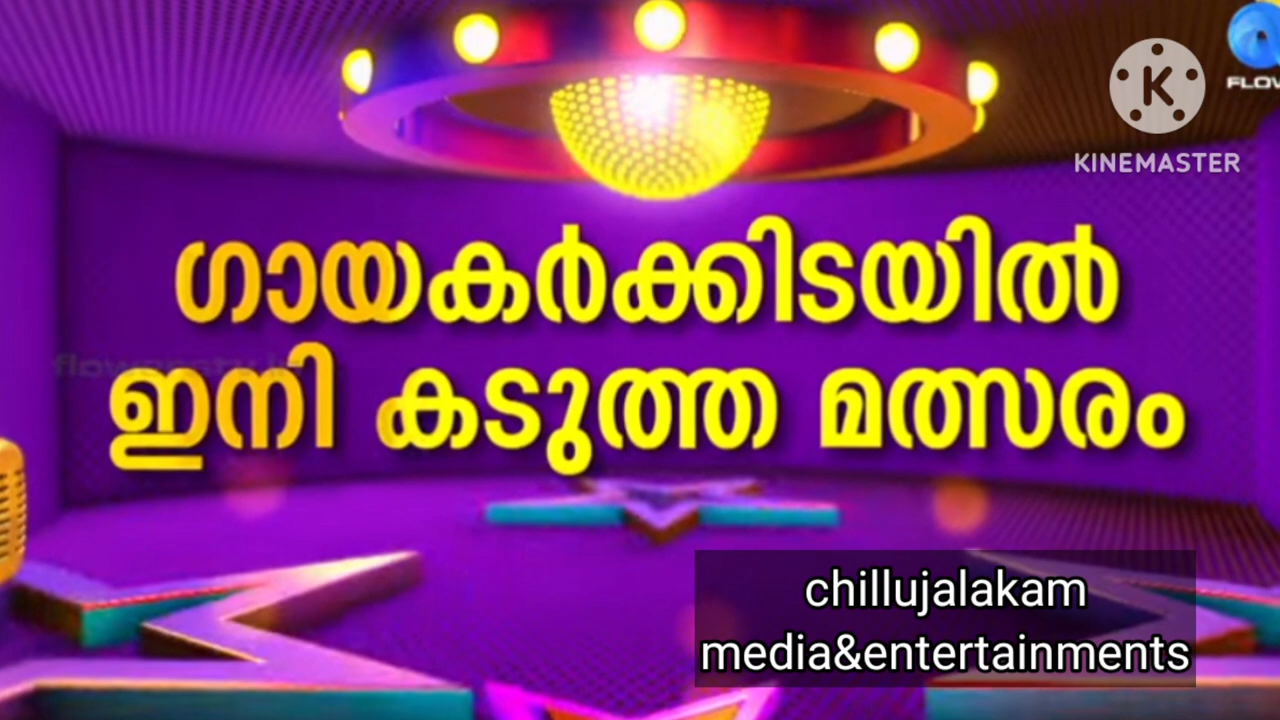 KINEMASTER
ഗായകർക്കിടയിൽ
ഇനി കടുത്ത മത്സരം
chillujalakam
media&entertainments